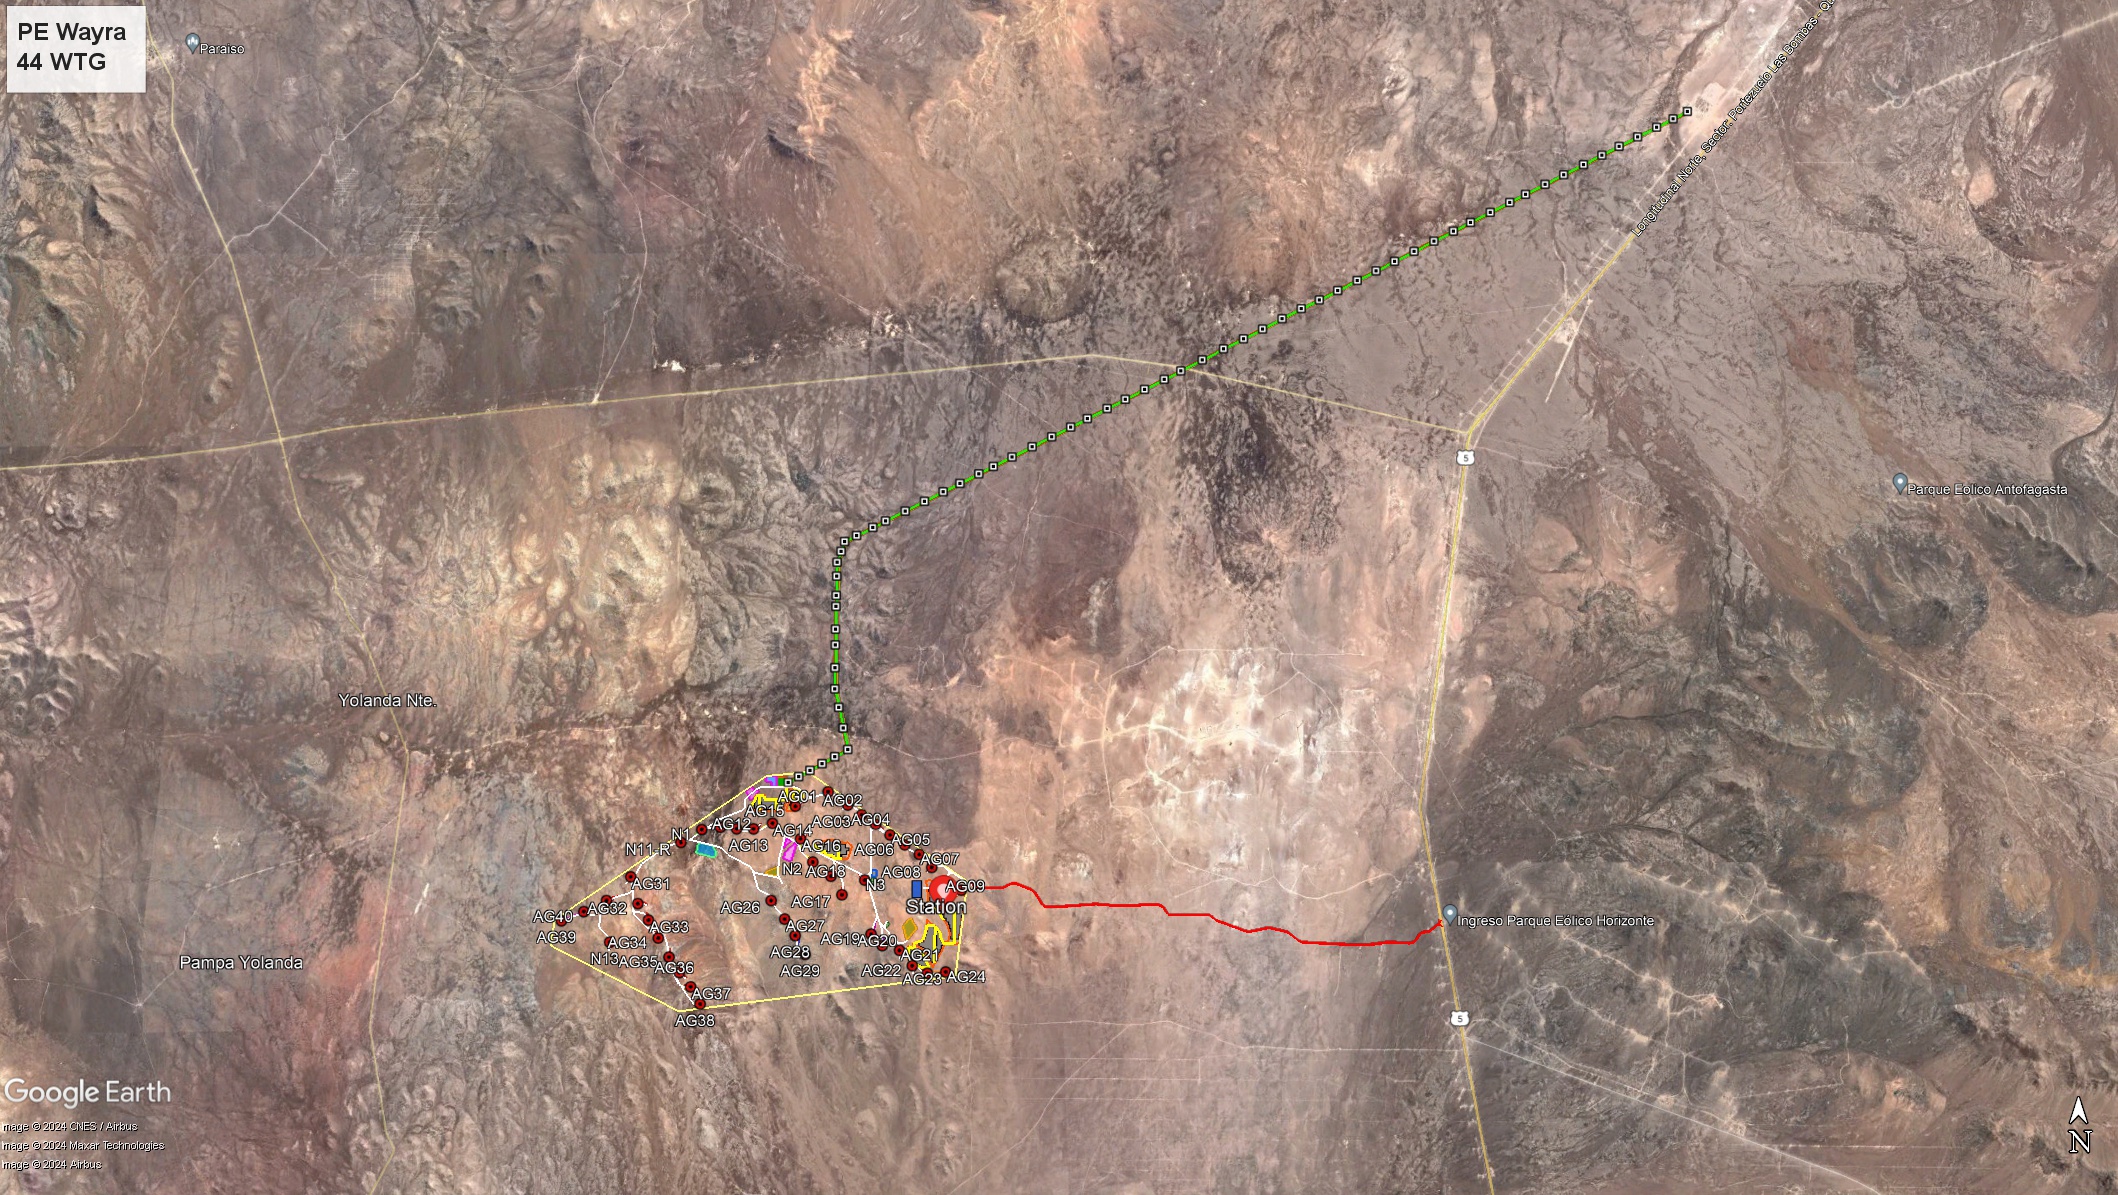 PE Wayra
44 WTG
Paraiso
Longitudinal Norte, Sector: Portezuelo Las Bombas - Qu
5
Parque Eólico Antofagasta
Yolanda Nte.
AG01
AG02
AG15
AG12
AG03
AG04
N1
AG14
AG05
N11-R
AG13
AG16
AG06
AG07
N2
AG18
AG08
AG31
N3
AG09
AG26
AG17
Station
AG32
AG40
AG33
AG27
Ingreso Parque Eólico Horizonte
AG39
AG34
AG19
AG20
AG28
AG21
N13
AG35
AG36
AG29
AG22
AG23
AG24
Pampa Yolanda
AG37
AG38
5
Google Earth
mage © 2024 CNES / Airbus
mage © 2024 Maxar Technologies
mage © 2024 Airbus
N